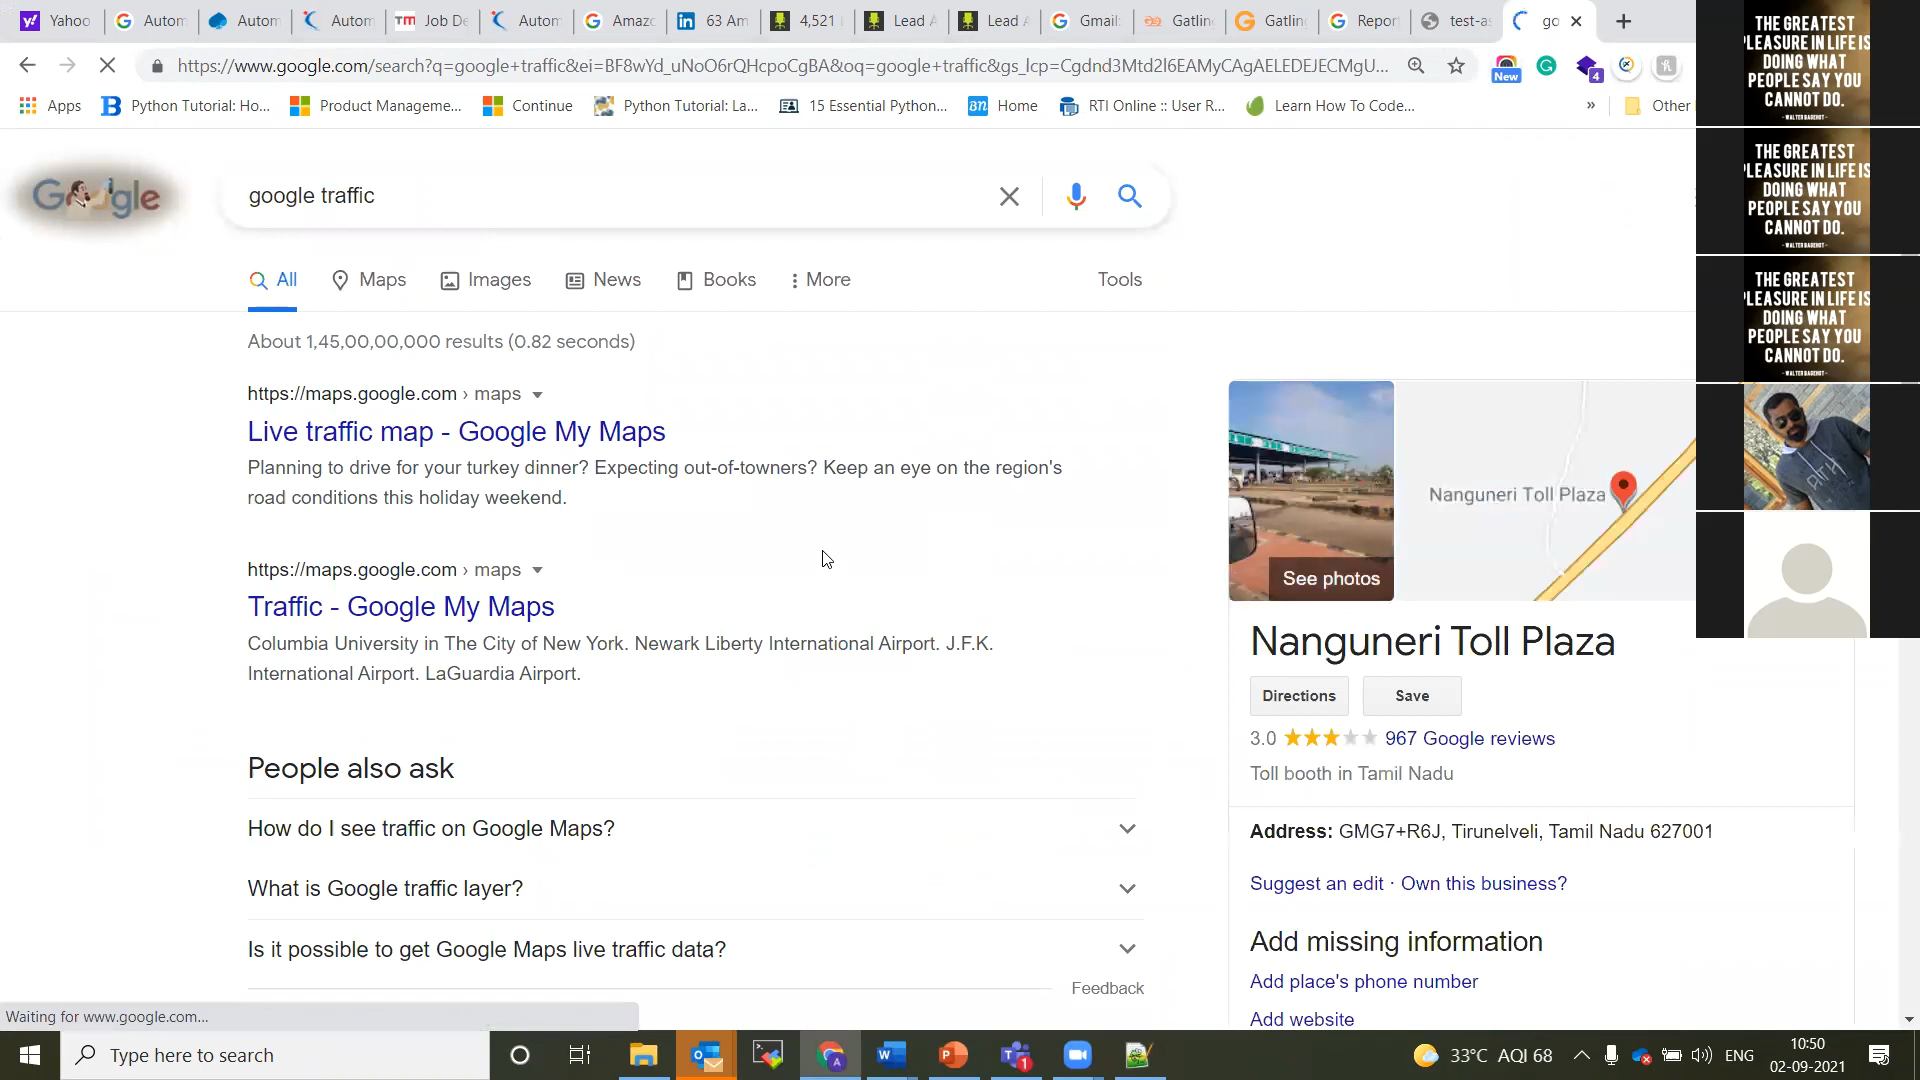 Yahoo
Autom
Autom
Autom
TM Job De
Autom
Amazo
in 63 Am
4,521
Lead A
Lead A
Gmail
Gatling
Gatling
Repor
test-as
go
https://www.google.com/search?q=google+traffic&ei=BF8wYd_uNoO6rQHcpoCgBA&oq=google+traffic&gs_lcp=Cgdnd3Mtd2l6EAMyCAgAELEDEJECMgU...
New
4
Apps
Python Tutorial: Ho...
Product Manageme...
Continue
Python Tutorial: La...
15 Essential Python...
Home
RTI Online :: User R...
Learn How To Code...
»
Other
Google
google traffic
All
Maps
Images
News
Books
More
Tools
About 1,45,00,00,000 results (0.82 seconds)
https://maps.google.com › maps
Live traffic map - Google My Maps
Planning to drive for your turkey dinner? Expecting out-of-towners? Keep an eye on the region's
road conditions this holiday weekend.
https://maps.google.com › maps
Traffic - Google My Maps
Columbia University in The City of New York. Newark Liberty International Airport. J.F.K.
International Airport. LaGuardia Airport.
People also ask
How do I see traffic on Google Maps?
What is Google traffic layer?
Is it possible to get Google Maps live traffic data?
Feedback
See photos
Nanguneri Toll Plaza
Nanguneri Toll Plaza
Directions
Save
3.0 967 Google reviews
Toll booth in Tamil Nadu
Address: GMG7+R6J, Tirunelveli, Tamil Nadu 627001
Suggest an edit · Own this business?
Add missing information
Add place's phone number
Add website
THE GREATEST
PLEASURE IN LIFE IS
DOING WHAT
PEOPLE SAY YOU
CANNOT DO.
- WALTER BAGEHOT -
THE GREATEST
PLEASURE IN LIFE IS
DOING WHAT
PEOPLE SAY YOU
CANNOT DO.
- WALTER BAGEHOT -
THE GREATEST
PLEASURE IN LIFE IS
DOING WHAT
PEOPLE SAY YOU
CANNOT DO.
- WALTER BAGEHOT -
Waiting for www.google.com...
Type here to search
33°C AQI 68
ENG
10:50
02-09-2021